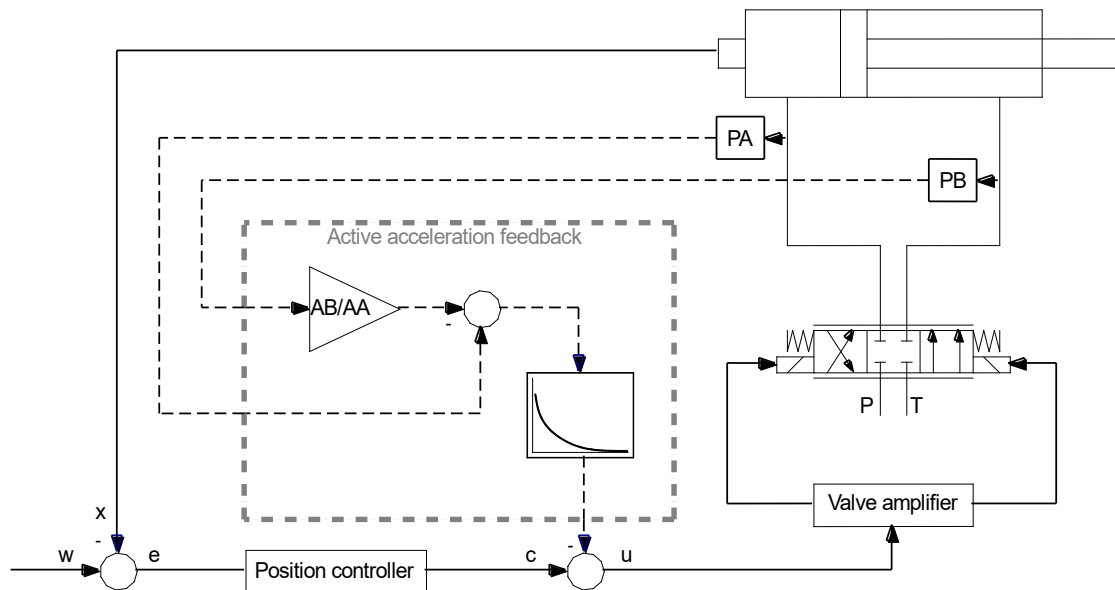 PA
PB
Active acceleration feedback
AB/AA
-
P T
Valve amplifier
x
-
w
e
Position controller
c
-
u